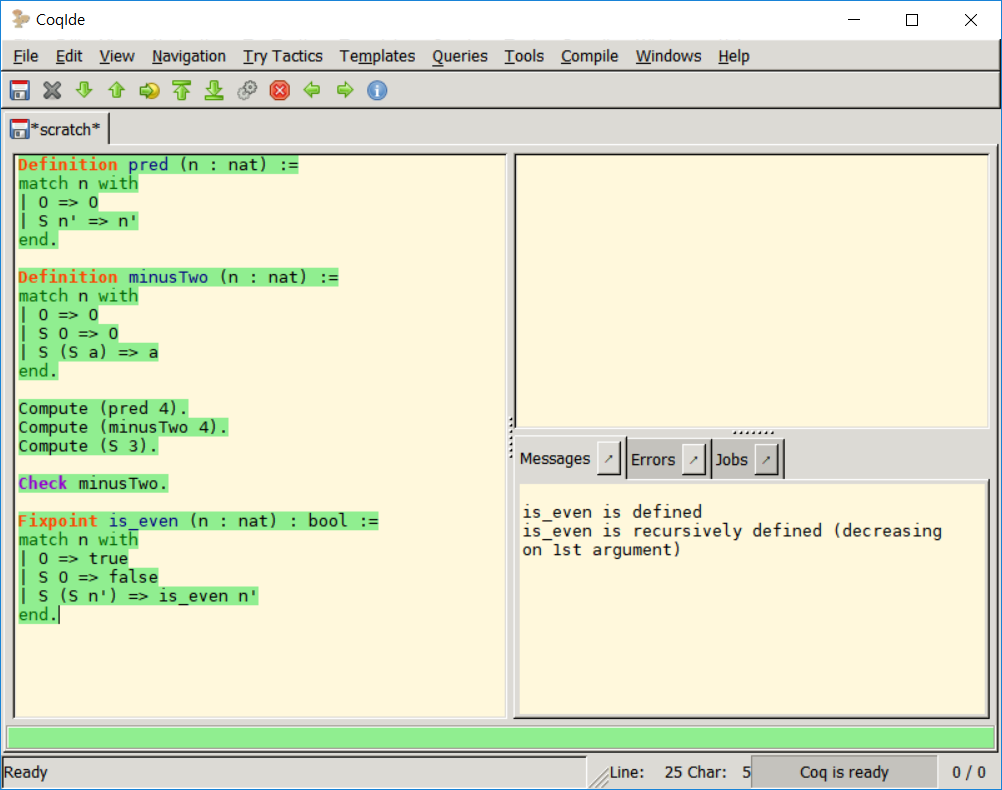 CoqIde
File Edit View Navigation Try Tactics Templates Queries Tools Compile Windows Help
*scratch*
Definition pred (n : nat) :=
match n with
| O => O
| S n' => n'
end.
Definition minusTwo (n : nat) :=
match n with
| O => O
| S O => O
| S (S a) => a
end.
Compute (pred 4).
Compute (minusTwo 4).
Compute (S 3).
Check minusTwo.
Fixpoint is_even (n : nat) : bool :=
match n with
| O => true
| S O => false
| S (S n') => is_even n'
end.
Messages Errors Jobs
is_even is defined
is_even is recursively defined (decreasing
on 1st argument)
Ready Line: 25 Char: 5 Coq is ready 0 / 0